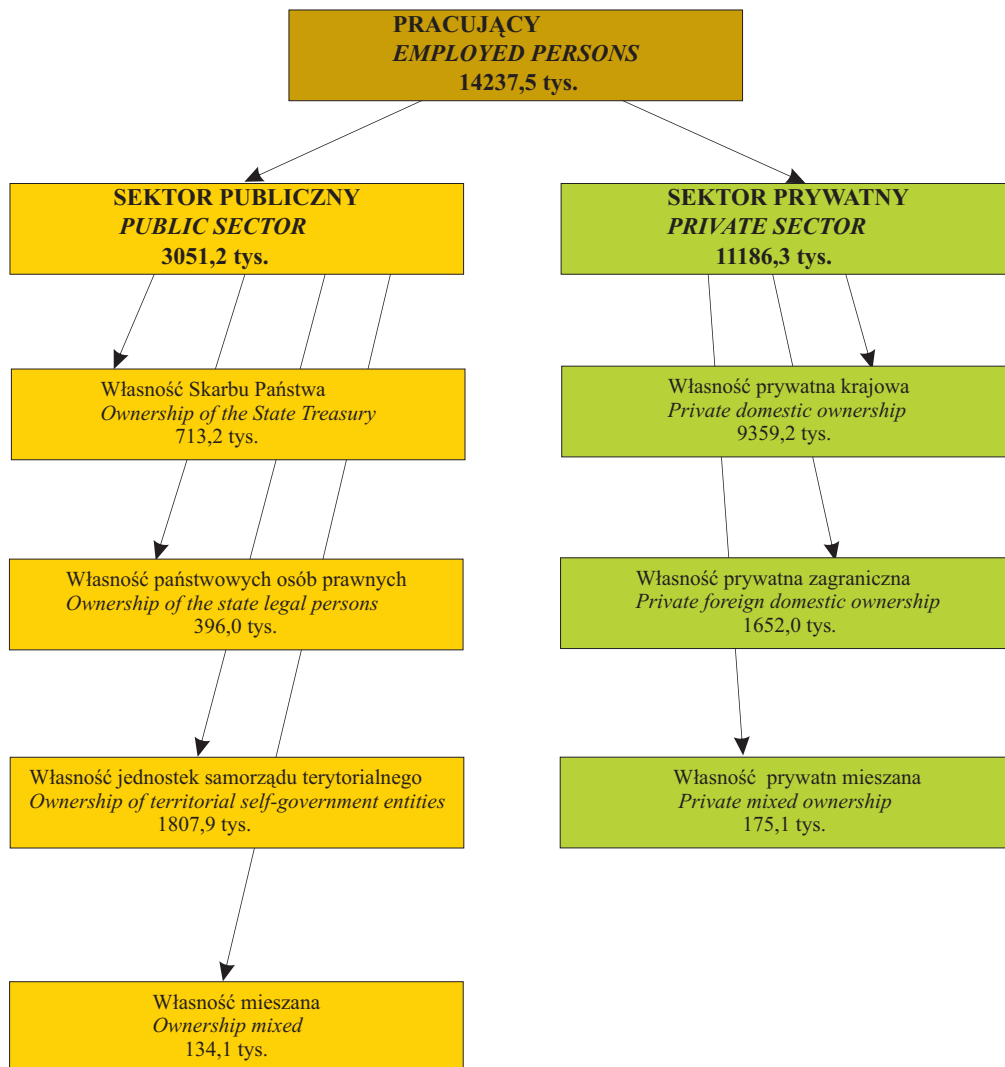 PRACUJĄCY
EMPLOYED PERSONS
14237,5 tys.
SEKTOR PUBLICZNY
PUBLIC SECTOR
3051,2 tys.
SEKTOR PRYWATNY
PRIVATE SECTOR
11186,3 tys.
Własność Skarbu Państwa
Ownership of the State Treasury
713,2 tys.
Własność prywatna krajowa
Private domestic ownership
9359,2 tys.
Własność państwowych osób prawnych
Ownership of the state legal persons
396,0 tys.
Własność prywatna zagraniczna
Private foreign domestic ownership
1652,0 tys.
Własność jednostek samorządu terytorialnego
Ownership of territorial self-government entities
1807,9 tys.
Własność prywatn mieszana
Private mixed ownership
175,1 tys.
Własność mieszana
Ownership mixed
134,1 tys.